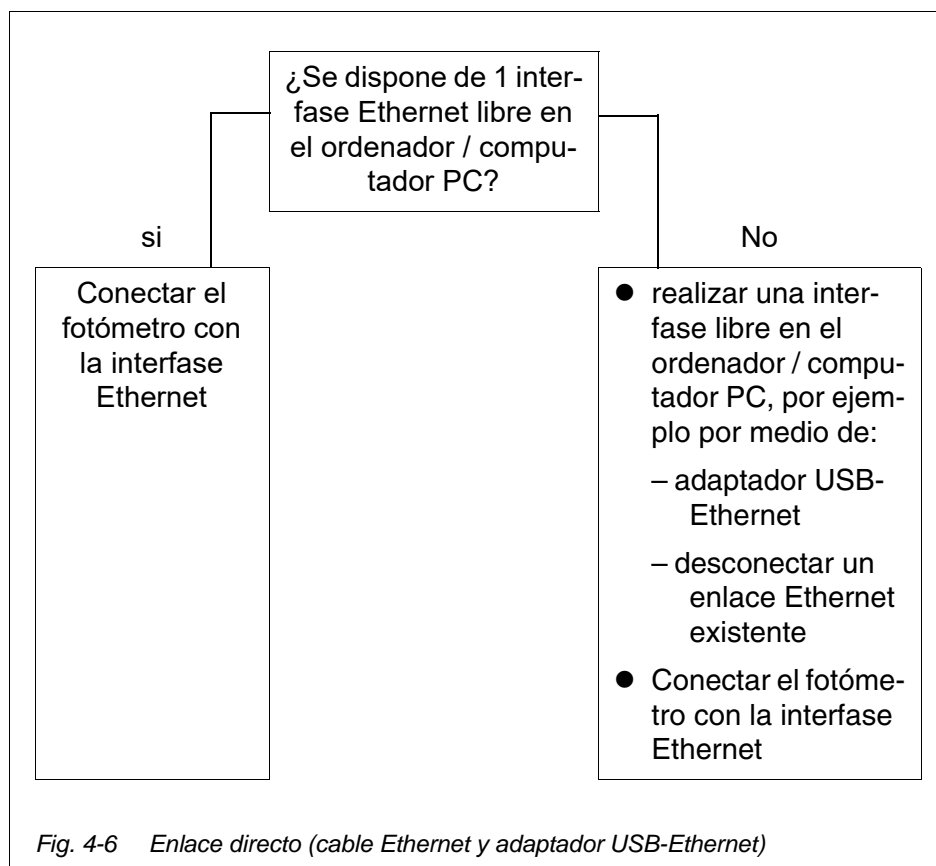 ¿Se dispone de 1 inter-
fase Ethernet libre en
el ordenador / compu-
tador PC?
si
No
Conectar el
fotómetro con
la interfase
Ethernet
● realizar una inter-
fase libre en el
ordenador / compu-
tador PC, por ejem-
plo por medio de:
– adaptador USB-
Ethernet
– desconectar un
enlace Ethernet
existente
● Conectar el fotóme-
tro con la interfase
Ethernet
Fig. 4-6 Enlace directo (cable Ethernet y adaptador USB-Ethernet)